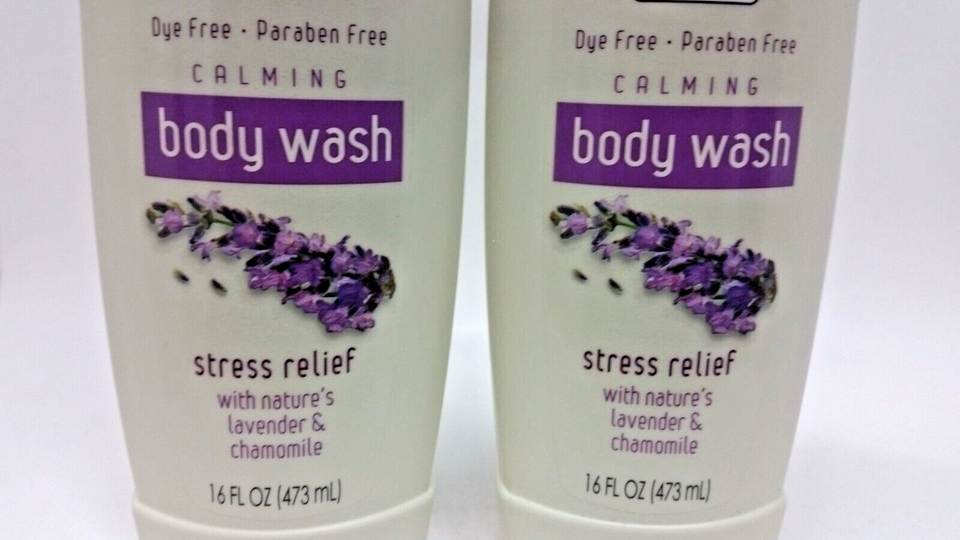 Dye Free · Paraben Free
CALMING
body wash
stress relief
with nature's
lavender &
chamomile
16 FL OZ (473 mL)
Dye Free · Paraben Free
CALMING
body wash
stress relief
with nature's
lavender &
chamomile
16 FL OZ (473 mL)